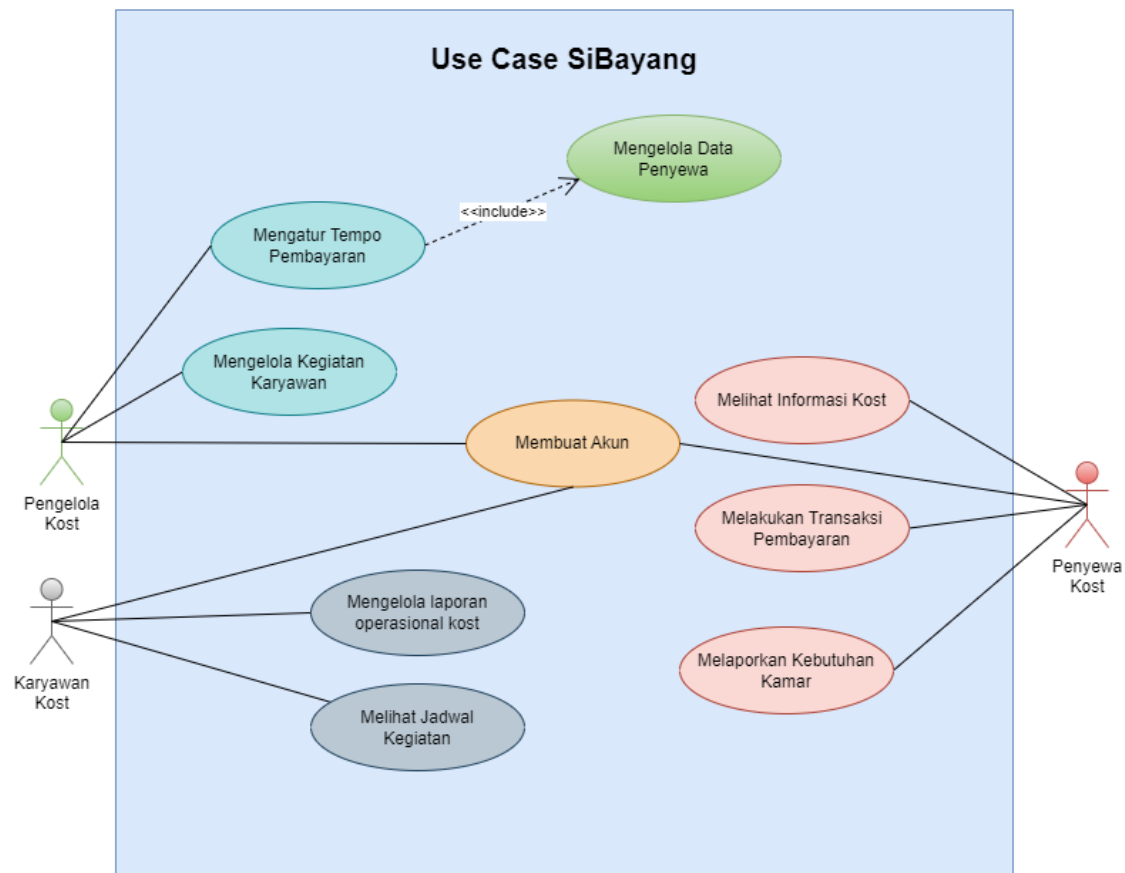 Use Case SiBayang
Mengelola Data
Penyewa
<<include>>
Mengatur Tempo
Pembayaran
Mengelola Kegiatan
Karyawan
Melihat Informasi Kost
Membuat Akun
Pengelola
Kost
Melakukan Transaksi
Pembayaran
Penyewa
Kost
Mengelola laporan
operasional kost
Melaporkan Kebutuhan
Kamar
Karyawan
Kost
Melihat Jadwal
Kegiatan